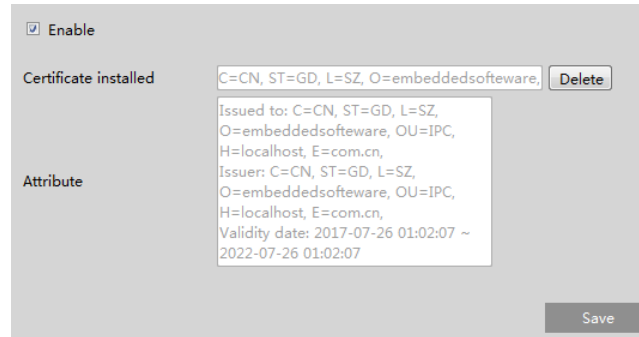 Enable
Certificate installed
C=CN, ST=GD, L=SZ, O=embeddedsofteware,
Delete
Attribute
Issued to: C=CN, ST=GD, L=SZ,
O=embeddedsofteware, OU=IPC,
H=localhost, E=com.cn,
Issuer: C=CN, ST=GD, L=SZ,
O=embeddedsofteware, OU=IPC,
H=localhost, E=com.cn,
Validity date: 2017-07-26 01:02:07 ~
2022-07-26 01:02:07
Save